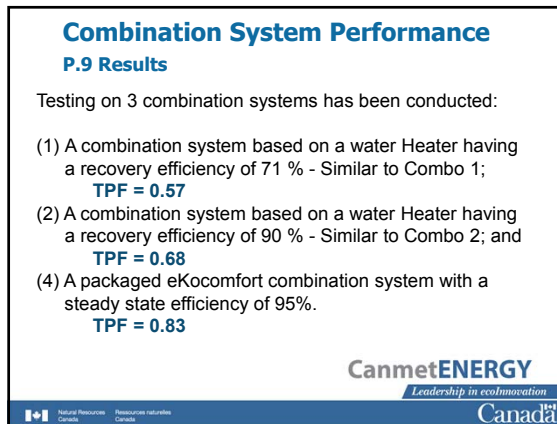 Combination System Performance
P.9 Results
Testing on 3 combination systems has been conducted:
(1) A combination system based on a water Heater having
a recovery efficiency of 71 % - Similar to Combo 1;
TPF = 0.57
(2) A combination system based on a water Heater having
a recovery efficiency of 90 % - Similar to Combo 2; and
TPF = 0.68
(4) A packaged eKocomfort combination system with a
steady state efficiency of 95%.
TPF = 0.83
CanmetENERGY
Leadership in ecoInnovation
Natural Resources Ressources naturelles
Canada Canada
Canada